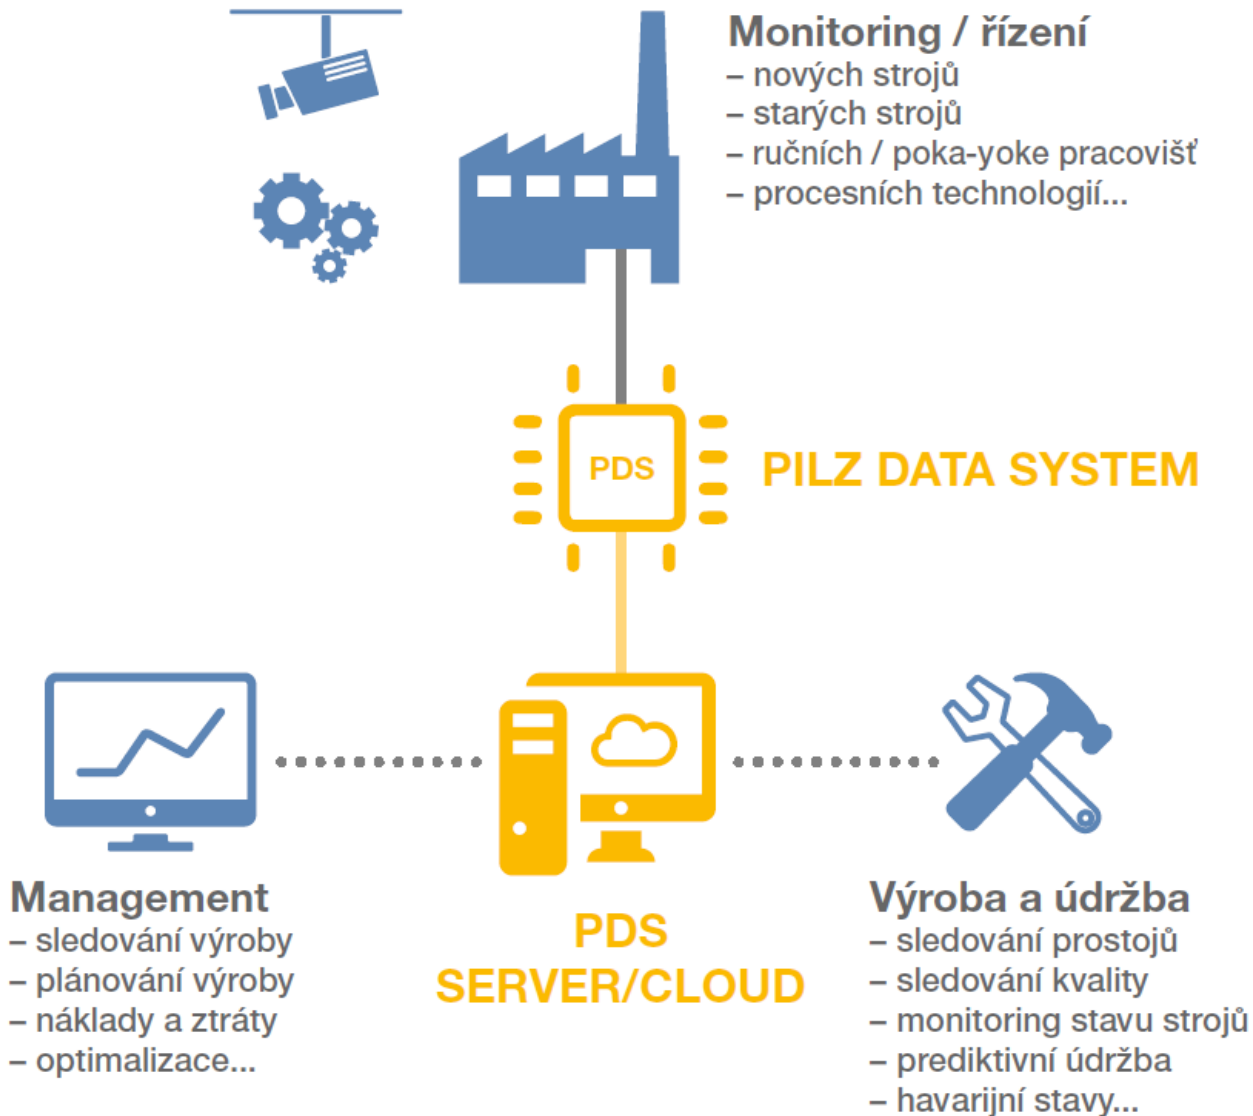 Monitoring / řízení
– nových strojů
– starých strojů
– ručních / poka-yoke pracovišť
– procesních technologií...
PDS
PILZ DATA SYSTEM
Management
– sledování výroby
– plánování výroby
– náklady a ztráty
– optimalizace...
PDS
SERVER/CLOUD
Výroba a údržba
– sledování prostojů
– sledování kvality
– monitoring stavu strojů
– prediktivní údržba
– havarijní stavy...